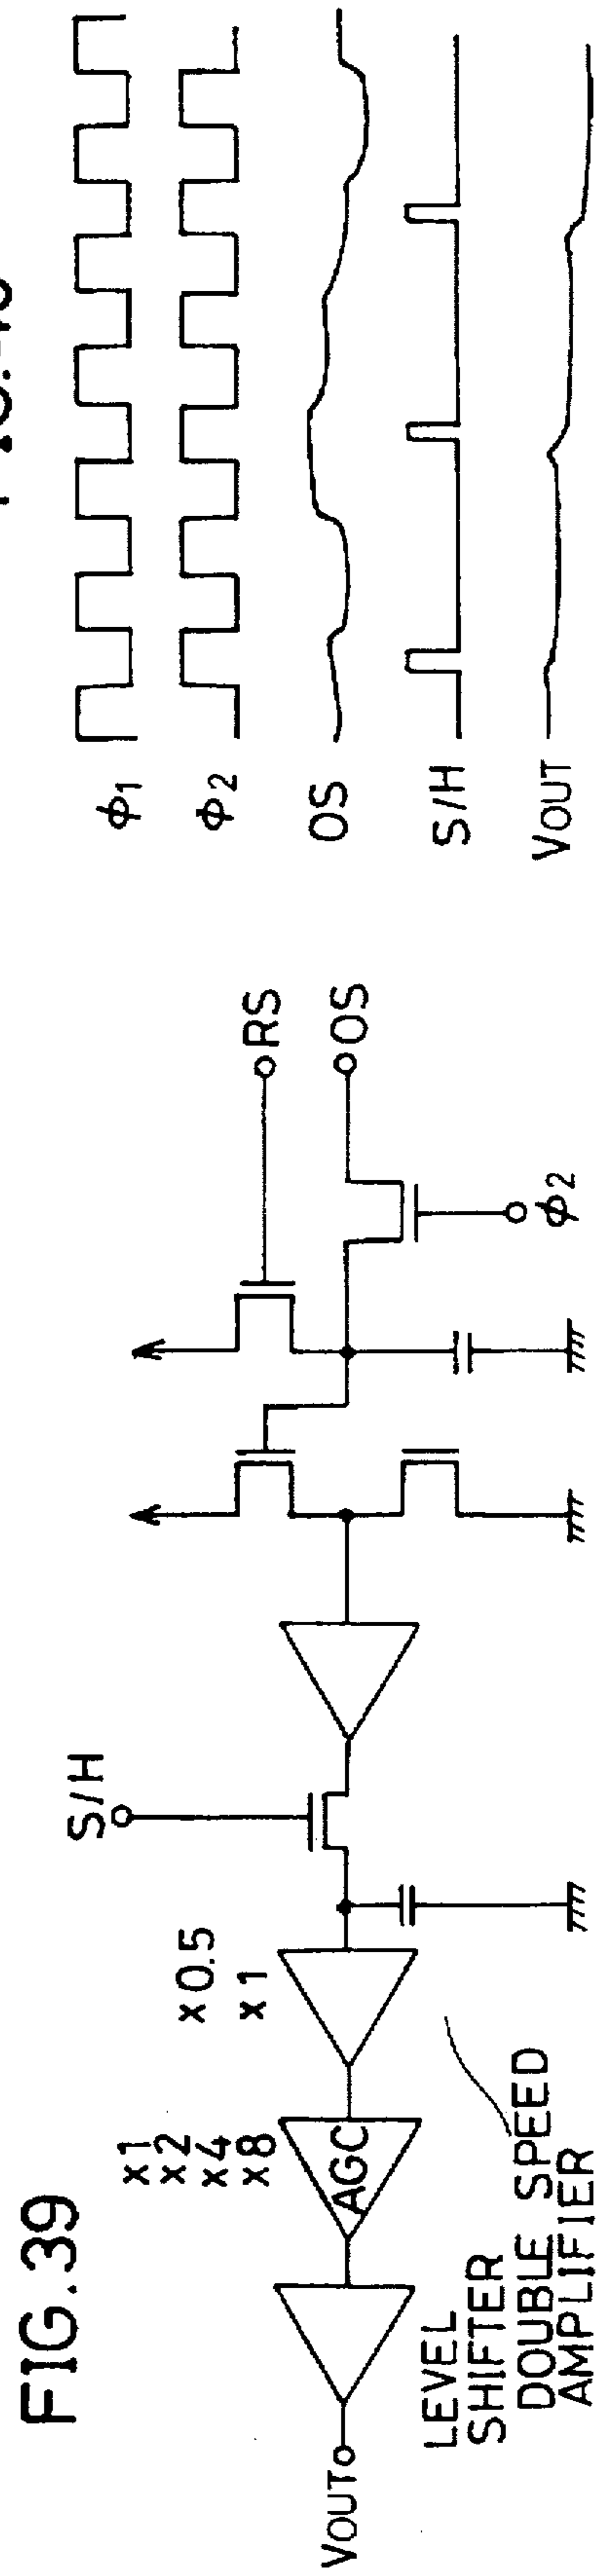 FIG. 39
VOUT
LEVEL
SHIFTER
DOUBLE SPEED
AMPLIFIER
AGC
x1
x2
x4
x8
x0.5
x1
S/H
RS
OS
φ2
φ1
φ2
OS
S/H
VOUT